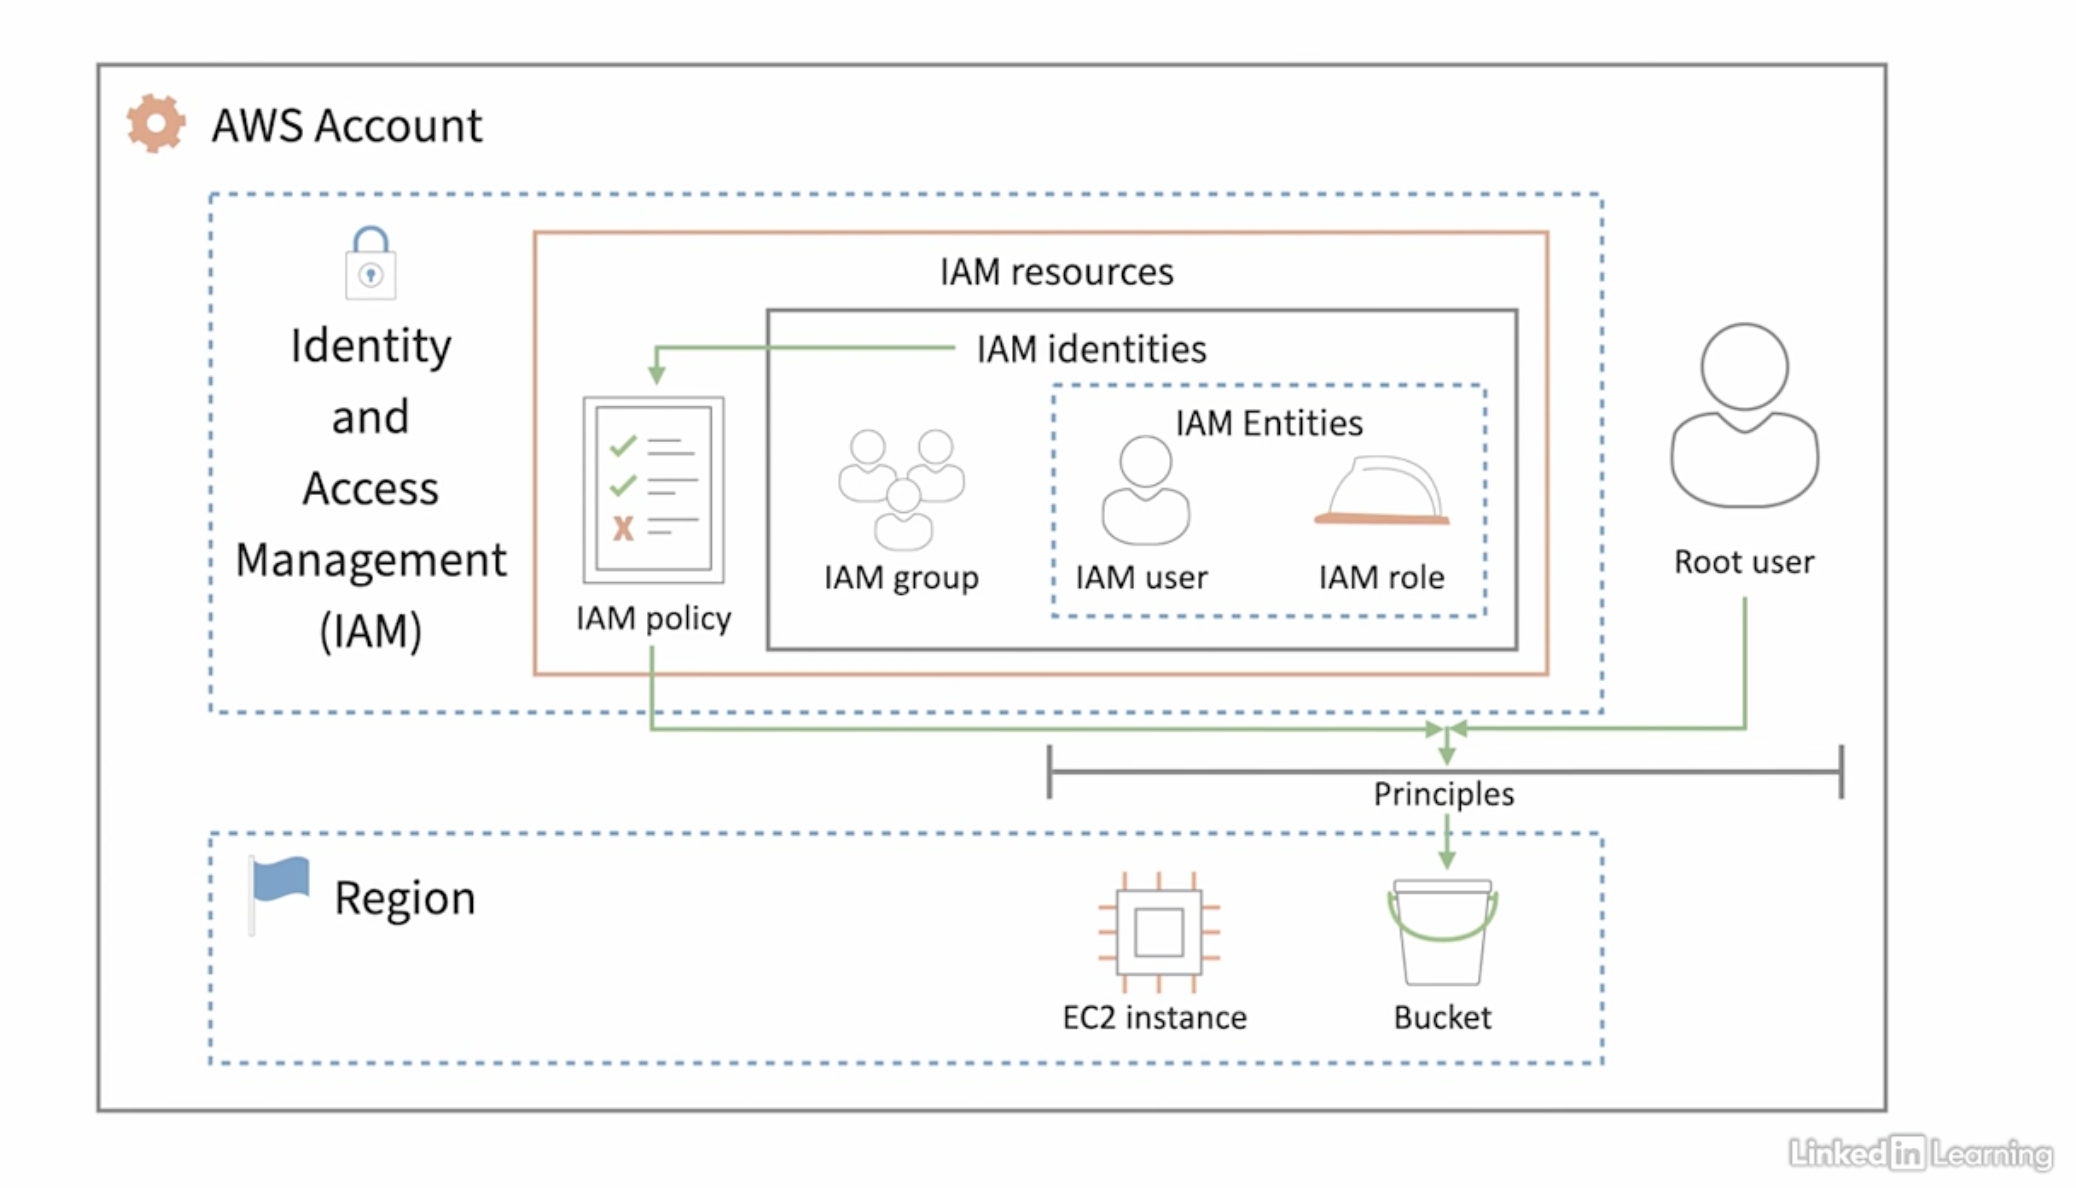 AWS Account
Identity
and
Access
Management
(IAM)
IAM resources
IAM identities
IAM Entities
IAM policy
IAM group
IAM user
IAM role
Root user
Principles
Region
EC2 instance
Bucket
LinkedIn Learning